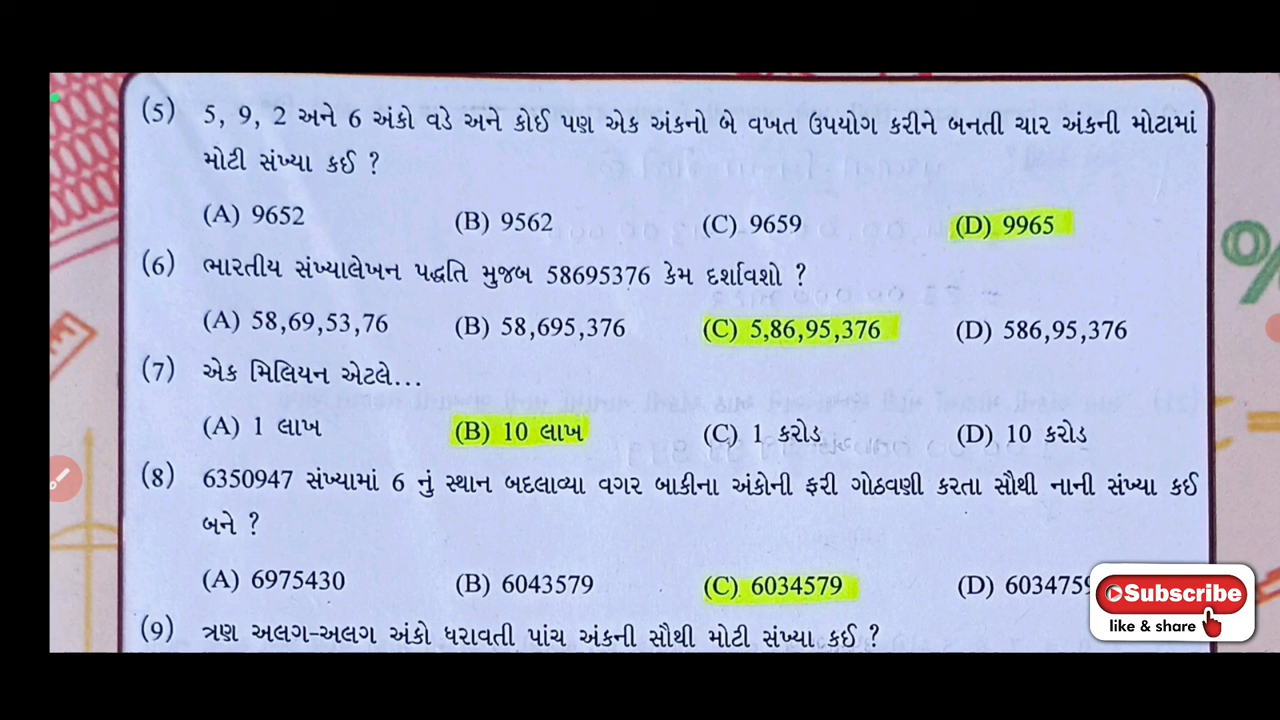 (5) 5, 9, 2 અને 6 અંકો વડે અને કોઈ પણ એક અંકનો બે વખત ઉપયોગ કરીને બનતી ચાર અંકની મોટામાં
મોટી સંખ્યા કઈ ?
(A) 9652 (B) 9562 (C) 9659 (D) 9965
(6) ભારતીય સંખ્યાલેખન પદ્ધતિ મુજબ 58695376 કેમ દર્શાવશો ?
(A) 58,69,53,76 (B) 58,695,376 (C) 5,86,95,376 (D) 586,95,376
(7) એક મિલિયન એટલે...
(A) 1 લાખ (B) 10 લાખ (C) 1 કરોડ (D) 10 કરોડ
(8) 6350947 સંખ્યામાં 6 નું સ્થાન બદલાવ્યા વગર બાકીના અંકોની ફરી ગોઠવણી કરતા સૌથી નાની સંખ્યા કઈ
બને ?
(A) 6975430 (B) 6043579 (C) 6034579 (D) 603475
Subscribe
like & share
(9) ત્રણ અલગ-અલગ અંકો ધરાવતી પાંચ અંકની સૌથી મોટી સંખ્યા કઈ ?
%